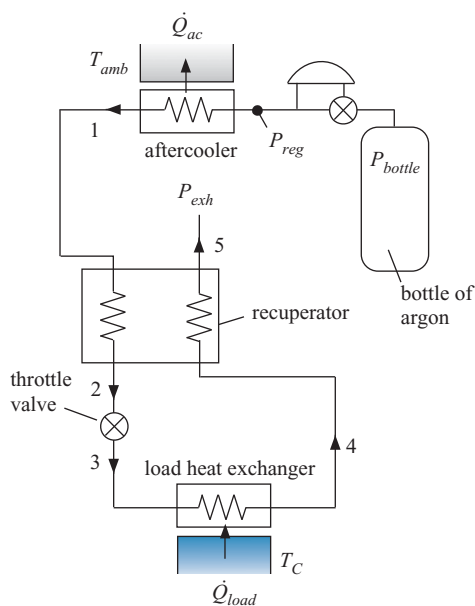 Q̇ac
Tamb
1
aftercooler
Preg
Pbottle
Pexh
5
recuperator
bottle of
argon
throttle
valve
2
3
load heat exchanger
4
TC
Q̇load